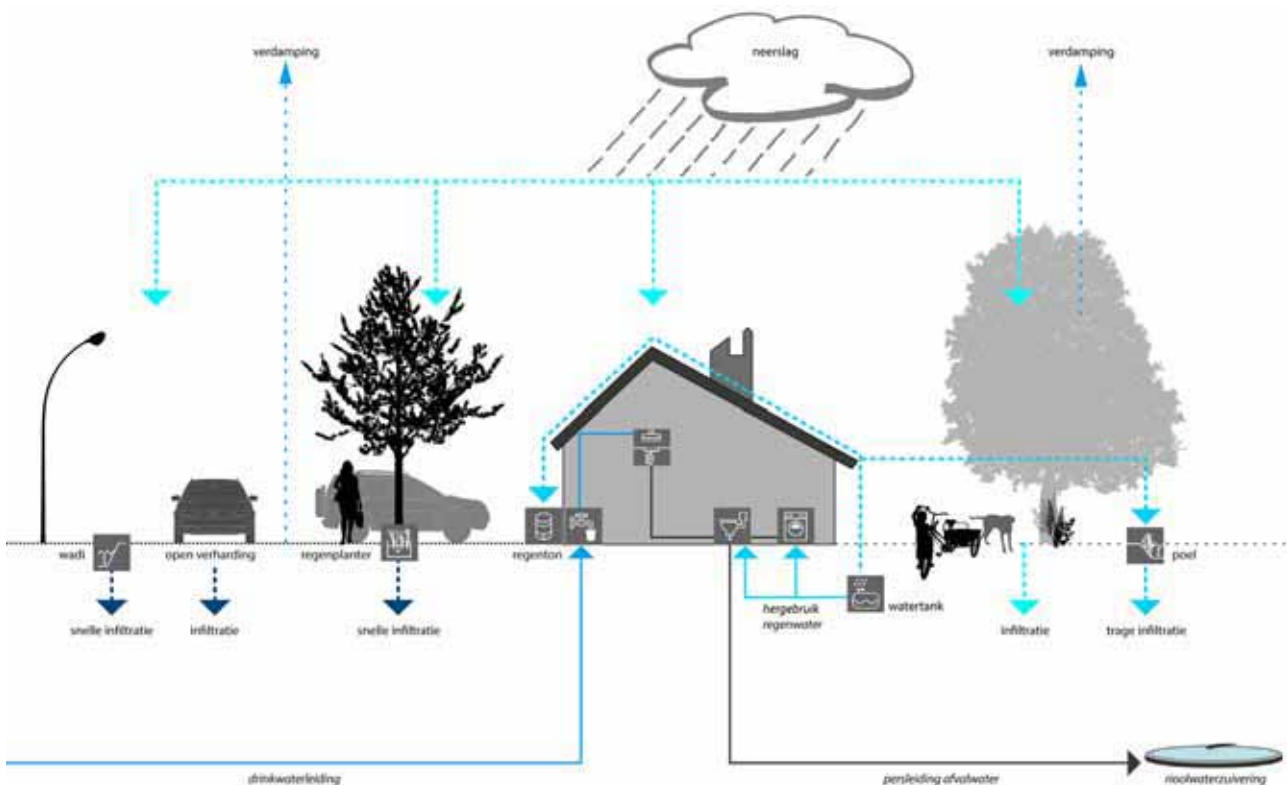 verdamping
neerslag
verdamping
wadi
open verharding
regenplanter
regenton
poel
watertank
hergebruik
regenwater
snelle infiltratie
infiltratie
snelle infiltratie
infiltratie
trage infiltratie
drinkwaterleiding
persleiding afvalwater
rioolwaterzuivering